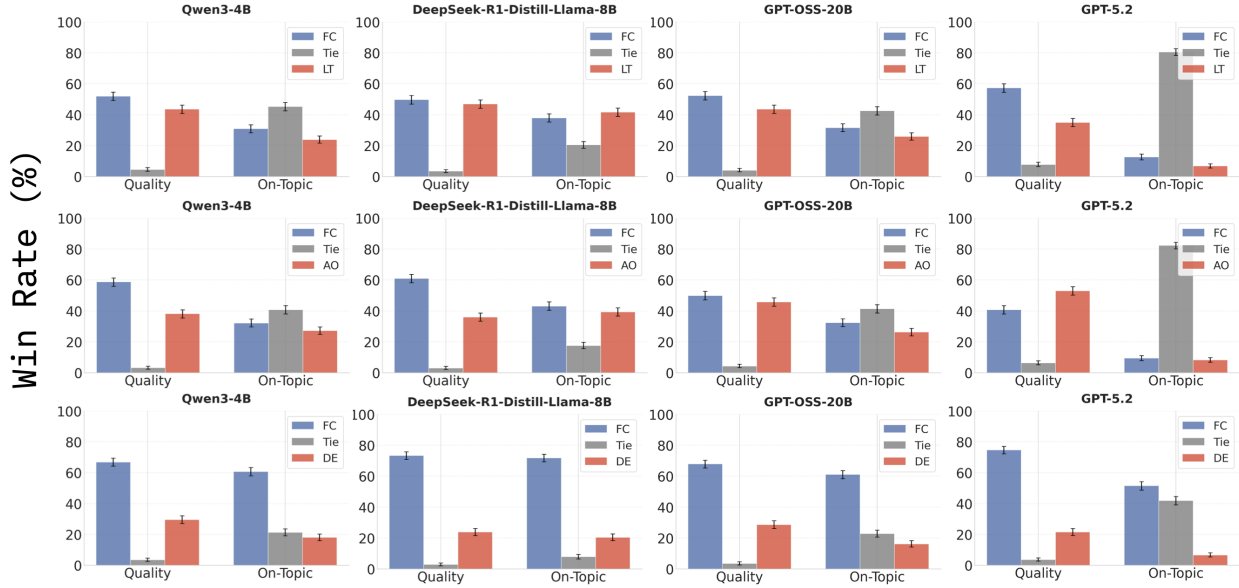 Win Rate (%)
Qwen3-4B
100
80
60
40
20
0
FC
Tie
LT
Quality
On-Topic
DeepSeek-R1-Distill-Llama-8B
100
80
60
40
20
0
FC
Tie
LT
Quality
On-Topic
GPT-OSS-20B
100
80
60
40
20
0
FC
Tie
LT
Quality
On-Topic
GPT-5.2
100
80
60
40
20
0
FC
Tie
LT
Quality
On-Topic
Qwen3-4B
100
80
60
40
20
0
FC
Tie
AO
Quality
On-Topic
DeepSeek-R1-Distill-Llama-8B
100
80
60
40
20
0
FC
Tie
AO
Quality
On-Topic
GPT-OSS-20B
100
80
60
40
20
0
FC
Tie
AO
Quality
On-Topic
GPT-5.2
100
80
60
40
20
0
FC
Tie
AO
Quality
On-Topic
Qwen3-4B
100
80
60
40
20
0
FC
Tie
DE
Quality
On-Topic
DeepSeek-R1-Distill-Llama-8B
100
80
60
40
20
0
FC
Tie
DE
Quality
On-Topic
GPT-OSS-20B
100
80
60
40
20
0
FC
Tie
DE
Quality
On-Topic
GPT-5.2
100
80
60
40
20
0
FC
Tie
DE
Quality
On-Topic